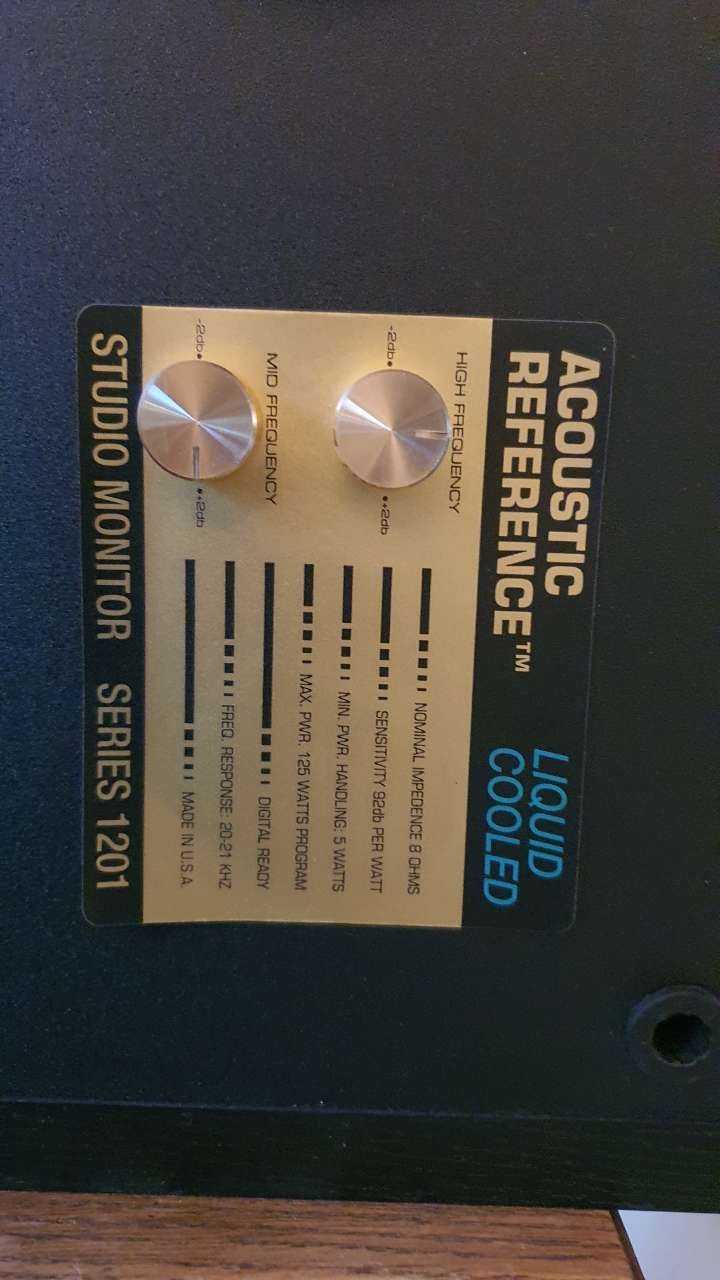 ACOUSTIC
REFERENCE™
LIQUID
COOLED
HIGH FREQUENCY
-2db•
•+2db
MID FREQUENCY
-2db•
•+2db
NOMINAL IMPEDENCE 8 OHMS
SENSITIVITY 92db PER WATT
MIN. PWR. HANDLING: 5 WATTS
MAX. PWR. 125 WATTS PROGRAM
DIGITAL READY
FREQ. RESPONSE: 20-21 KHZ
MADE IN U.S.A.
STUDIO MONITOR SERIES 1201